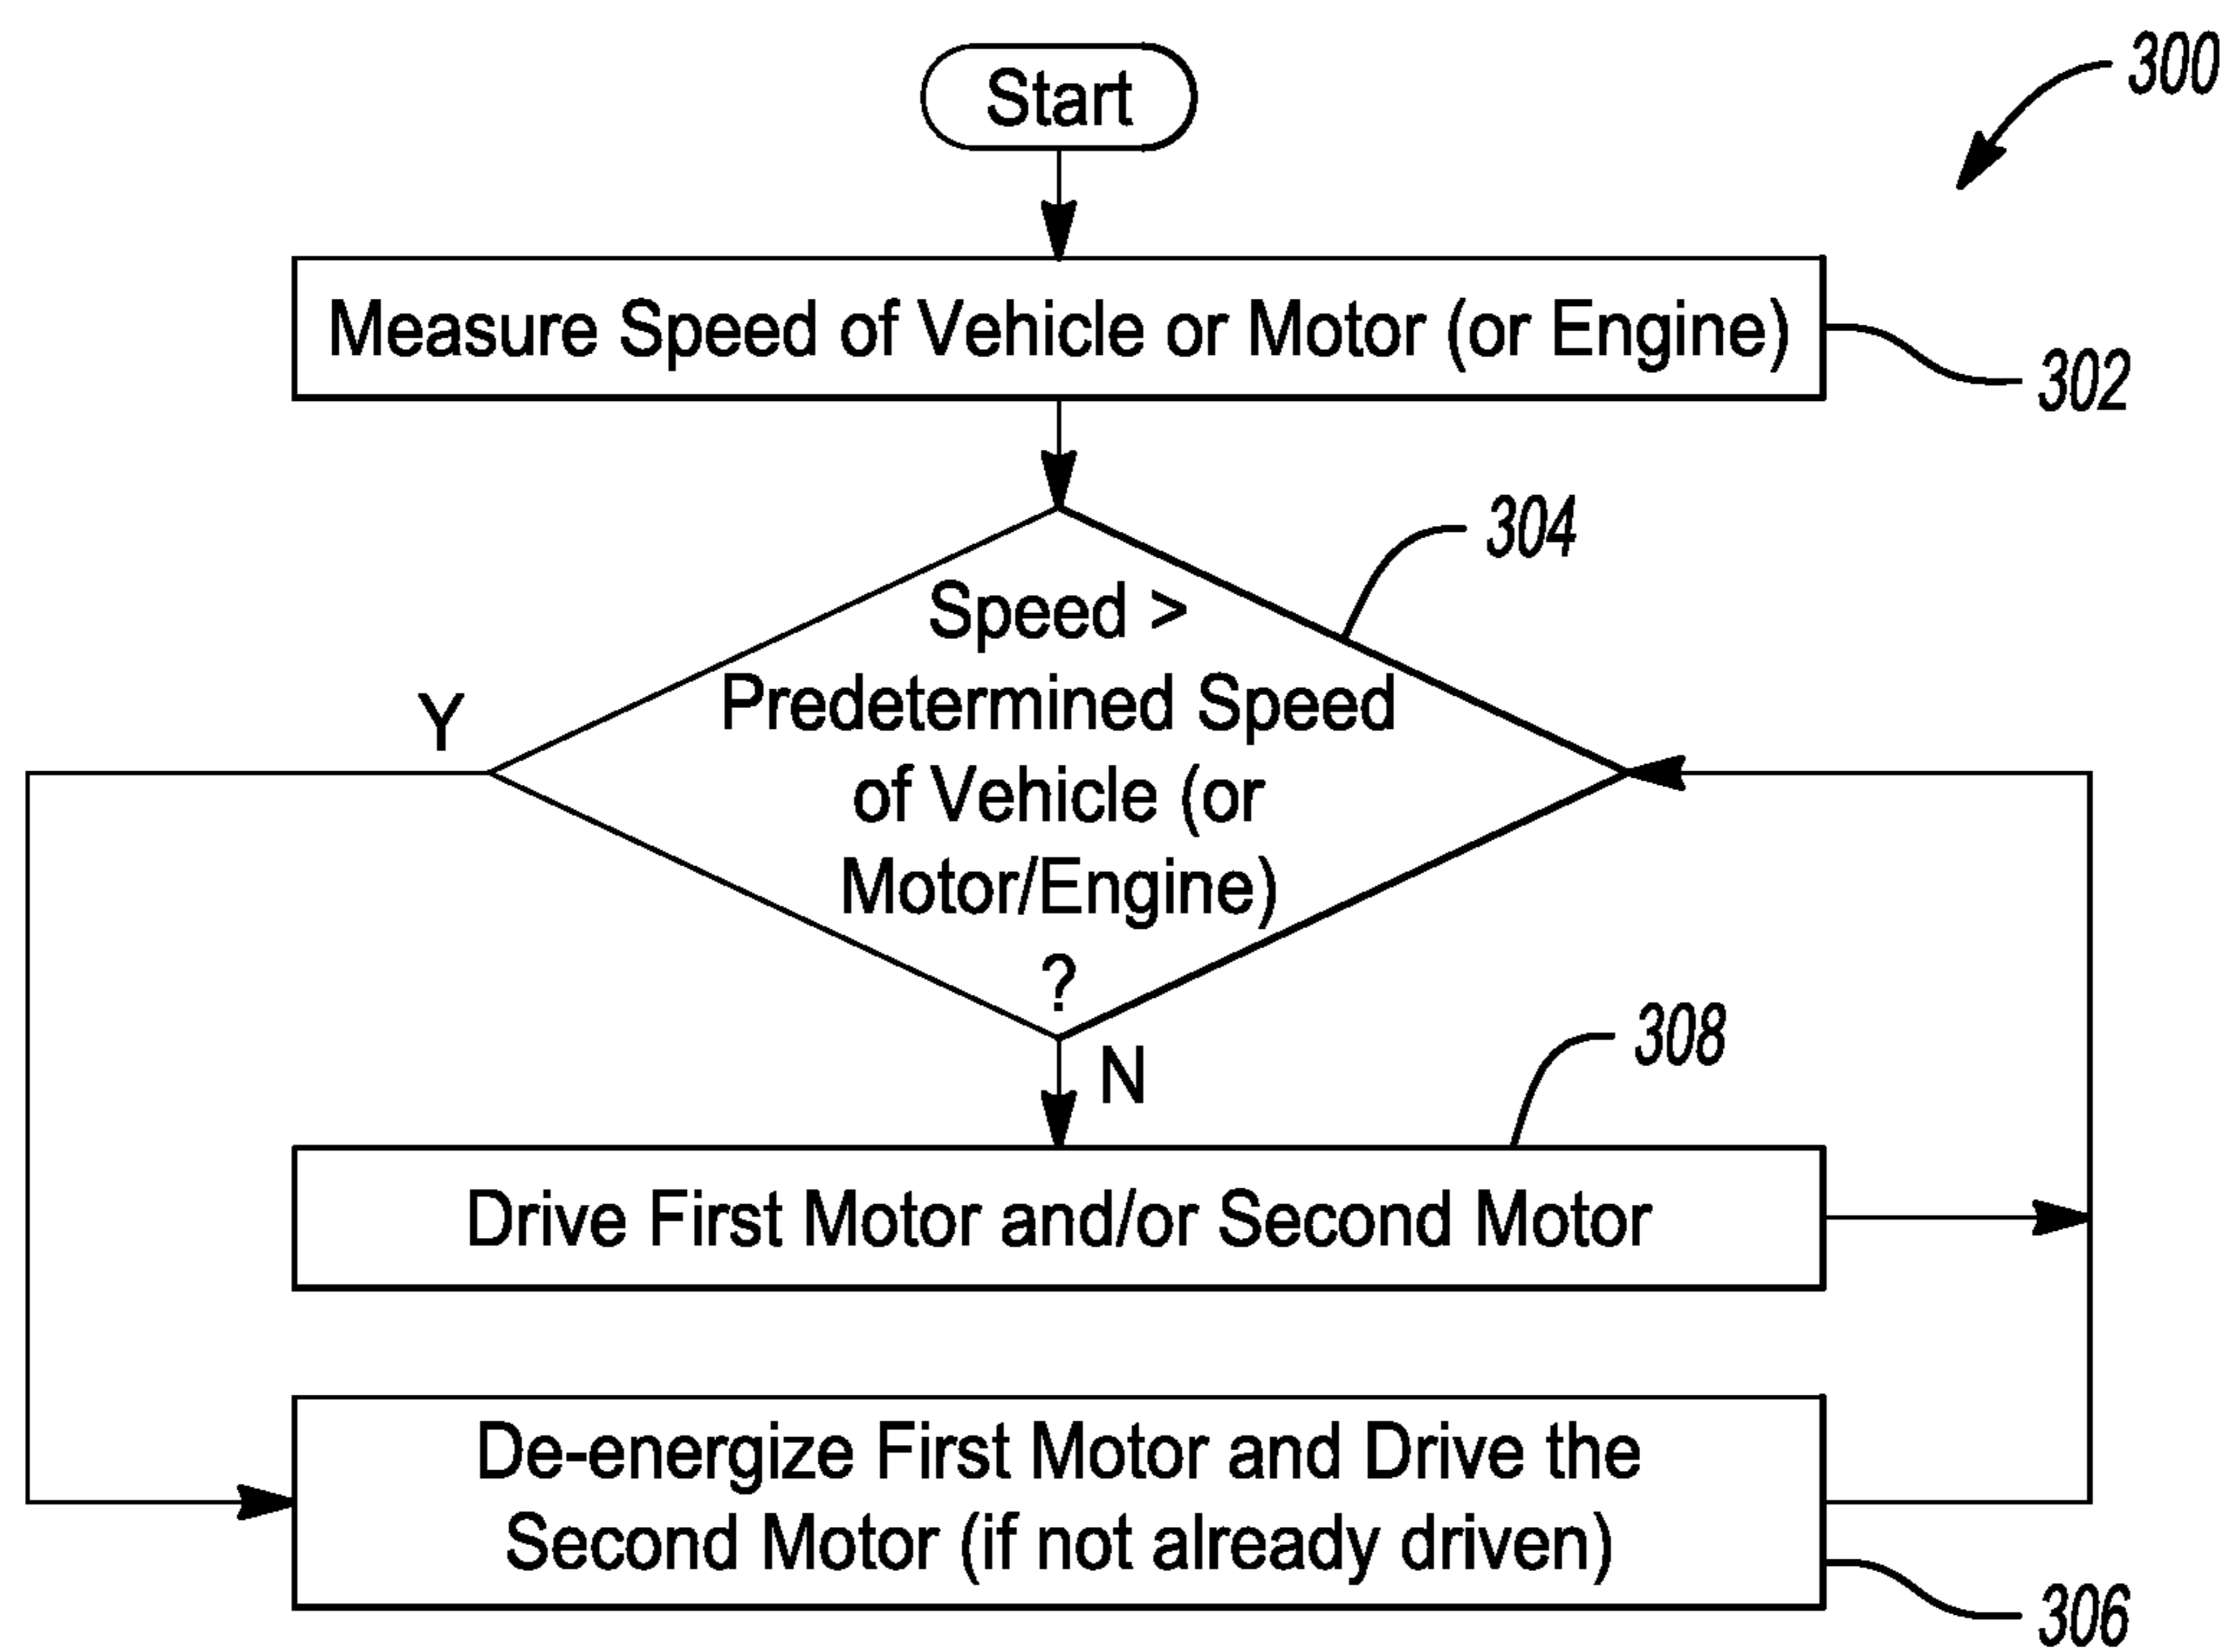 Start
300
Measure Speed of Vehicle or Motor (or Engine)
302
304
Speed >
Predetermined Speed
of Vehicle (or
Motor/Engine)
?
Y
N
308
Drive First Motor and/or Second Motor
De-energize First Motor and Drive the
Second Motor (if not already driven)
306